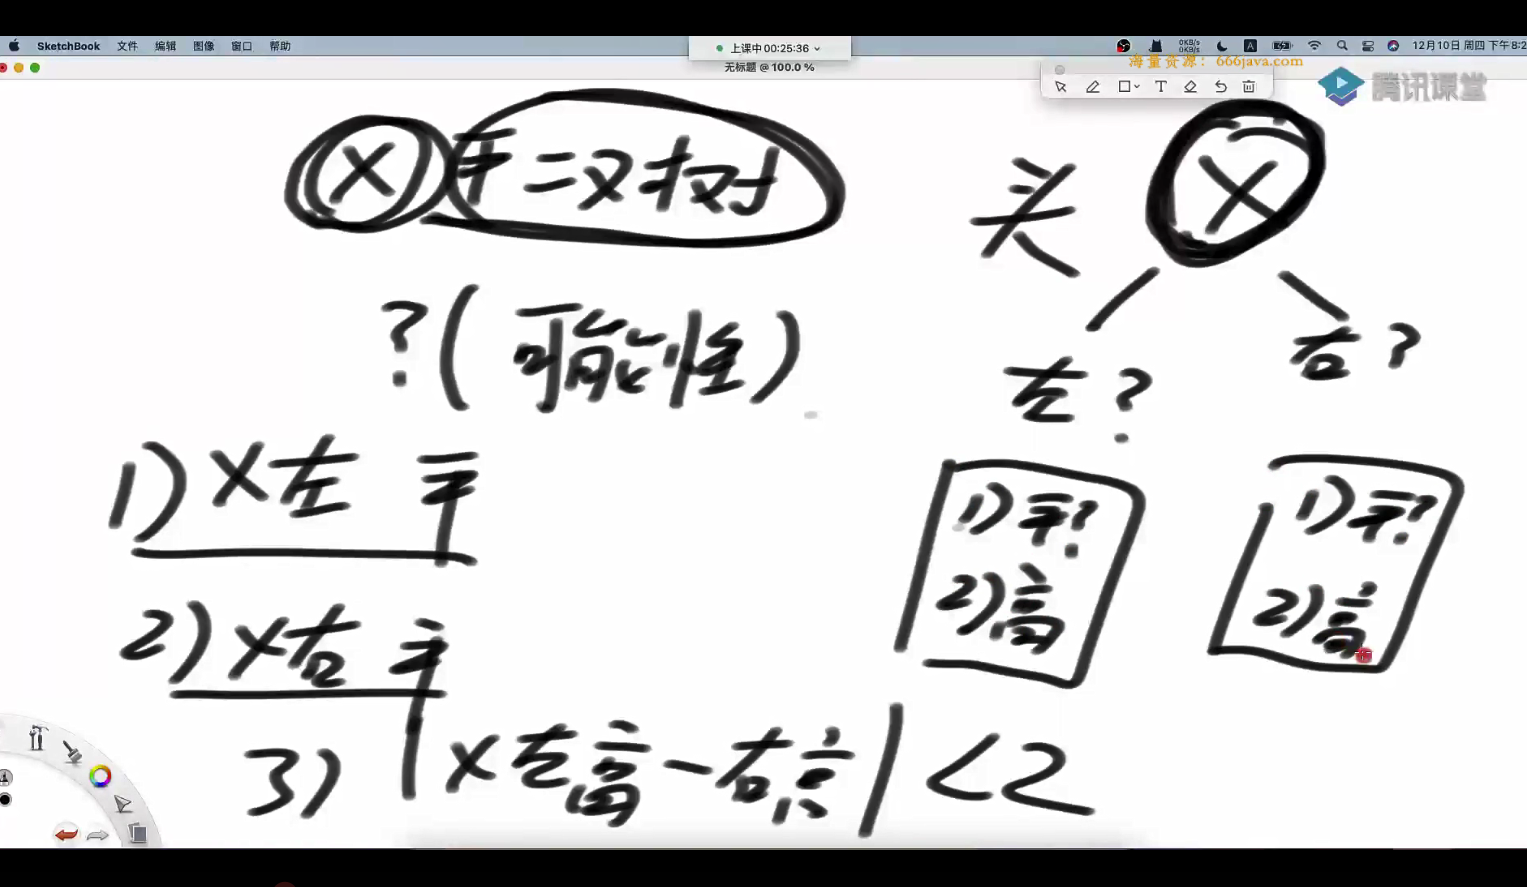 SketchBook 文件 编辑 图像 窗口 帮助
上课中 00:25:36
0KB/s
0KB/s
A
12月10日 周四 下午8:2
无标题 @ 100.0 %
海量资源：666java.com
T
腾讯课堂
X 平二叉树
头 X
?(可能性)
左? 右?
1) X左 平
2) X右 平
3) |X左高-右高| <2
1)平?
2)高
1)平?
2)高